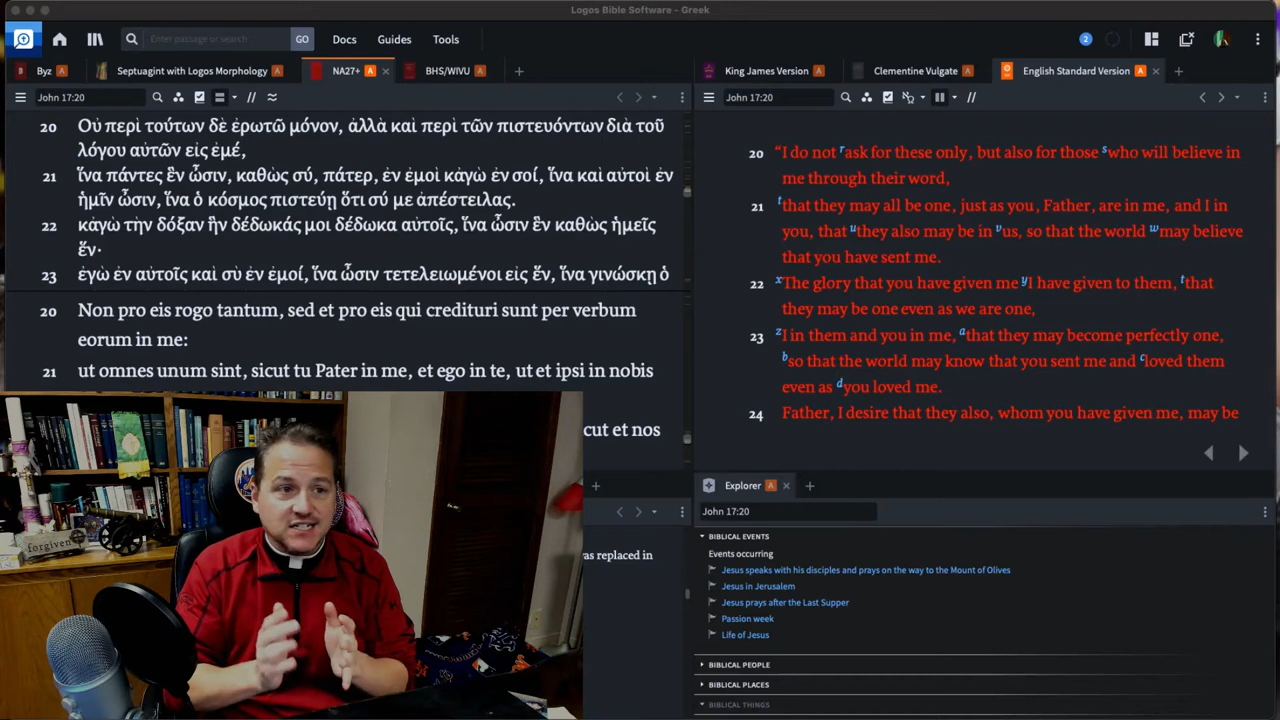 Logos Bible Software - Greek
Enter passage or search
GO
Docs
Guides
Tools
2
Byz A
Septuagint with Logos Morphology A
NA27+ A
BHS/WIVU A
King James Version A
Clementine Vulgate A
English Standard Version A
John 17:20
20 Οὐ περὶ τούτων δὲ ἐρωτῶ μόνον, ἀλλὰ καὶ περὶ τῶν πιστευόντων διὰ τοῦ
λόγου αὐτῶν εἰς ἐμέ,
21 ἵνα πάντες ἓν ὦσιν, καθὼς σύ, πάτερ, ἐν ἐμοὶ κἀγὼ ἐν σοί, ἵνα καὶ αὐτοὶ ἐν
ἡμῖν ὦσιν, ἵνα ὁ κόσμος πιστεύῃ ὅτι σύ με ἀπέστειλας.
22 κἀγὼ τὴν δόξαν ἣν δέδωκάς μοι δέδωκα αὐτοῖς, ἵνα ὦσιν ἓν καθὼς ἡμεῖς
ἕν·
23 ἐγὼ ἐν αὐτοῖς καὶ σὺ ἐν ἐμοί, ἵνα ὦσιν τετελειωμένοι εἰς ἕν, ἵνα γινώσκῃ ὁ
20 Non pro eis rogo tantum, sed et pro eis qui credituri sunt per verbum
eorum in me:
21 ut omnes unum sint, sicut tu Pater in me, et ego in te, ut et ipsi in nobis
cut et nos
as replaced in
forgiven
John 17:20
20 “I do not r ask for these only, but also for those s who will believe in
me through their word,
21 t that they may all be one, just as you, Father, are in me, and I in
you, that u they also may be in v us, so that the world w may believe
that you have sent me.
22 x The glory that you have given me y I have given to them, t that
they may be one even as we are one,
23 z I in them and you in me, a that they may become perfectly one,
b so that the world may know that you sent me and c loved them
even as d you loved me.
24 Father, I desire that they also, whom you have given me, may be
Explorer A
John 17:20
BIBLICAL EVENTS
Events occurring
Jesus speaks with his disciples and prays on the way to the Mount of Olives
Jesus in Jerusalem
Jesus prays after the Last Supper
Passion week
Life of Jesus
BIBLICAL PEOPLE
BIBLICAL PLACES
BIBLICAL THINGS